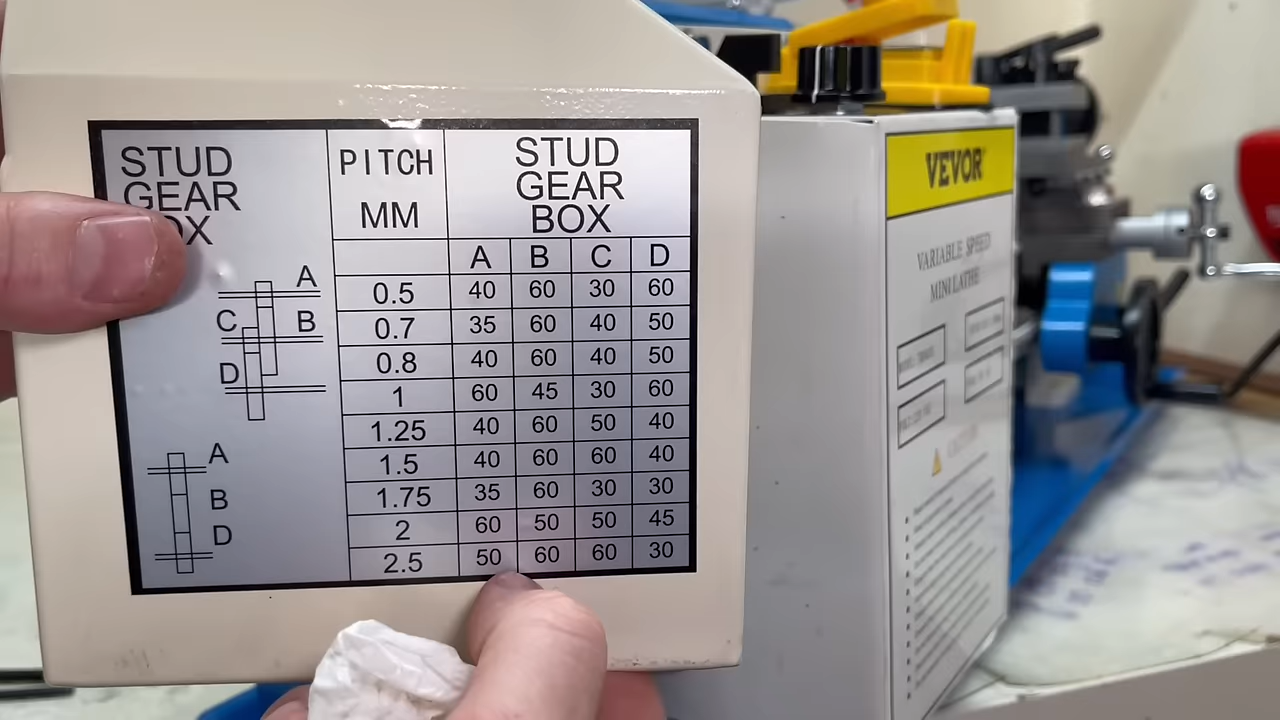 STUD
GEAR
BOX
A
C B
D
A
B
D
PITCH
MM
STUD
GEAR
BOX
A B C D
0.5 40 60 30 60
0.7 35 60 40 50
0.8 40 60 40 50
1 60 45 30 60
1.25 40 60 50 40
1.5 40 60 60 40
1.75 35 60 30 30
2 60 50 50 45
2.5 50 60 60 30
VEVOR
VARIABLE SPEED
MINI LATHE